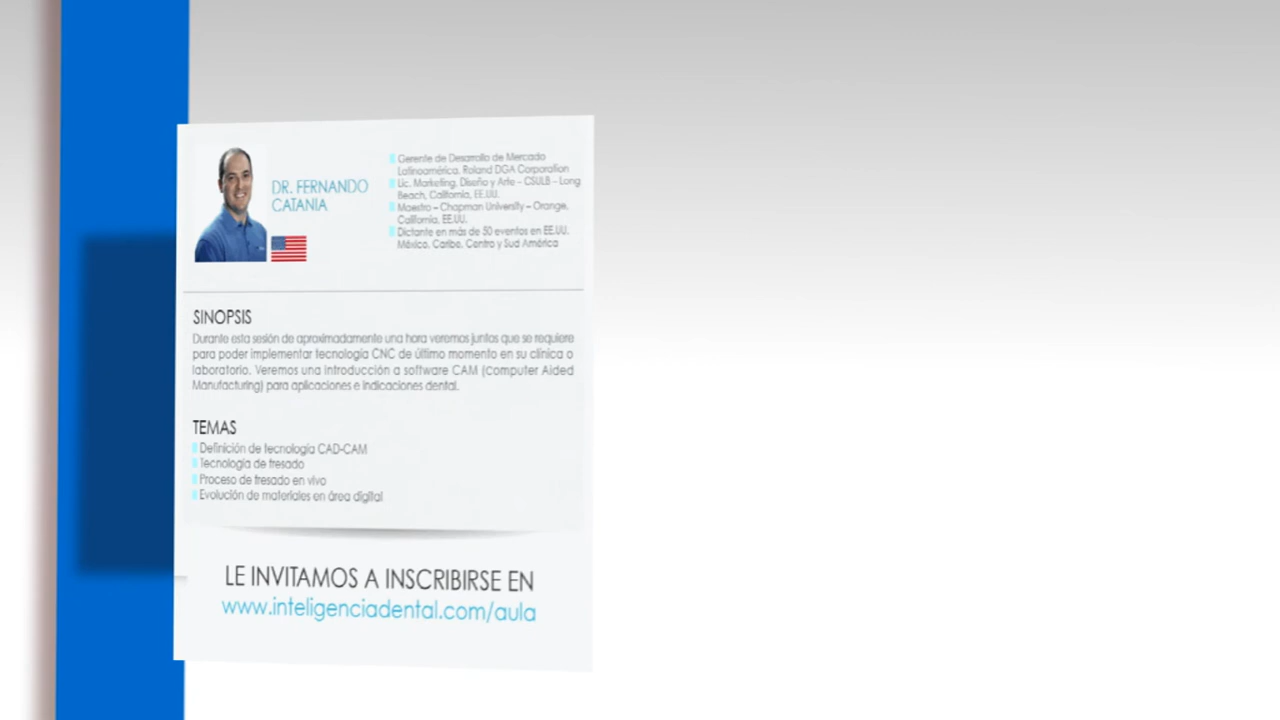 DR. FERNANDO
CATANIA
Gerente de Desarrollo de Mercado
Latinoamérica, Roland DGA Corporation
Lic. Marketing, Diseño y Arte – CSULB – Long
Beach, California, EE.UU.
Maestro – Chapman University – Orange,
California, EE.UU.
Dictante en más de 50 eventos en EE.UU.
México, Caribe, Centro y Sud América
SINOPSIS
Durante esta sesión de aproximadamente una hora veremos juntos que se requiere
para poder implementar tecnología CNC de último momento en su clínica o
laboratorio. Veremos una introducción a software CAM (computer Aided
Manufacturing) para aplicaciones e indicaciones dental.
TEMAS
Definición de tecnología CAD-CAM
Tecnología de fresado
Proceso de fresado en vivo
Evolución de materiales en área digital
LE INVITAMOS A INSCRIBIRSE EN
www.inteligenciadental.com/aula